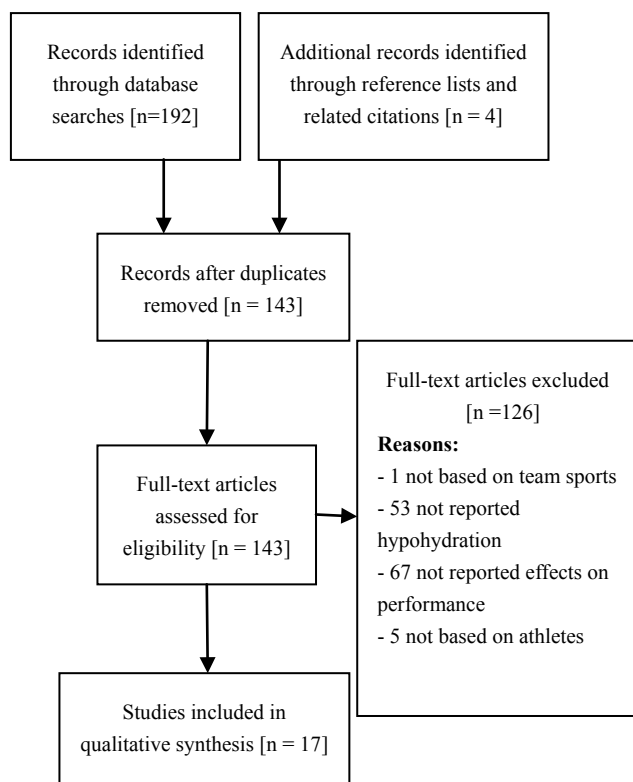 Records identified
through database
searches [n=192]
Additional records identified
through reference lists and
related citations [n = 4]
Records after duplicates
removed [n = 143]
Full-text articles
assessed for
eligibility [n = 143]
Full-text articles excluded
[n =126]
Reasons:
- 1 not based on team sports
- 53 not reported
hypohydration
- 67 not reported effects on
performance
- 5 not based on athletes
Studies included in
qualitative synthesis [n = 17]